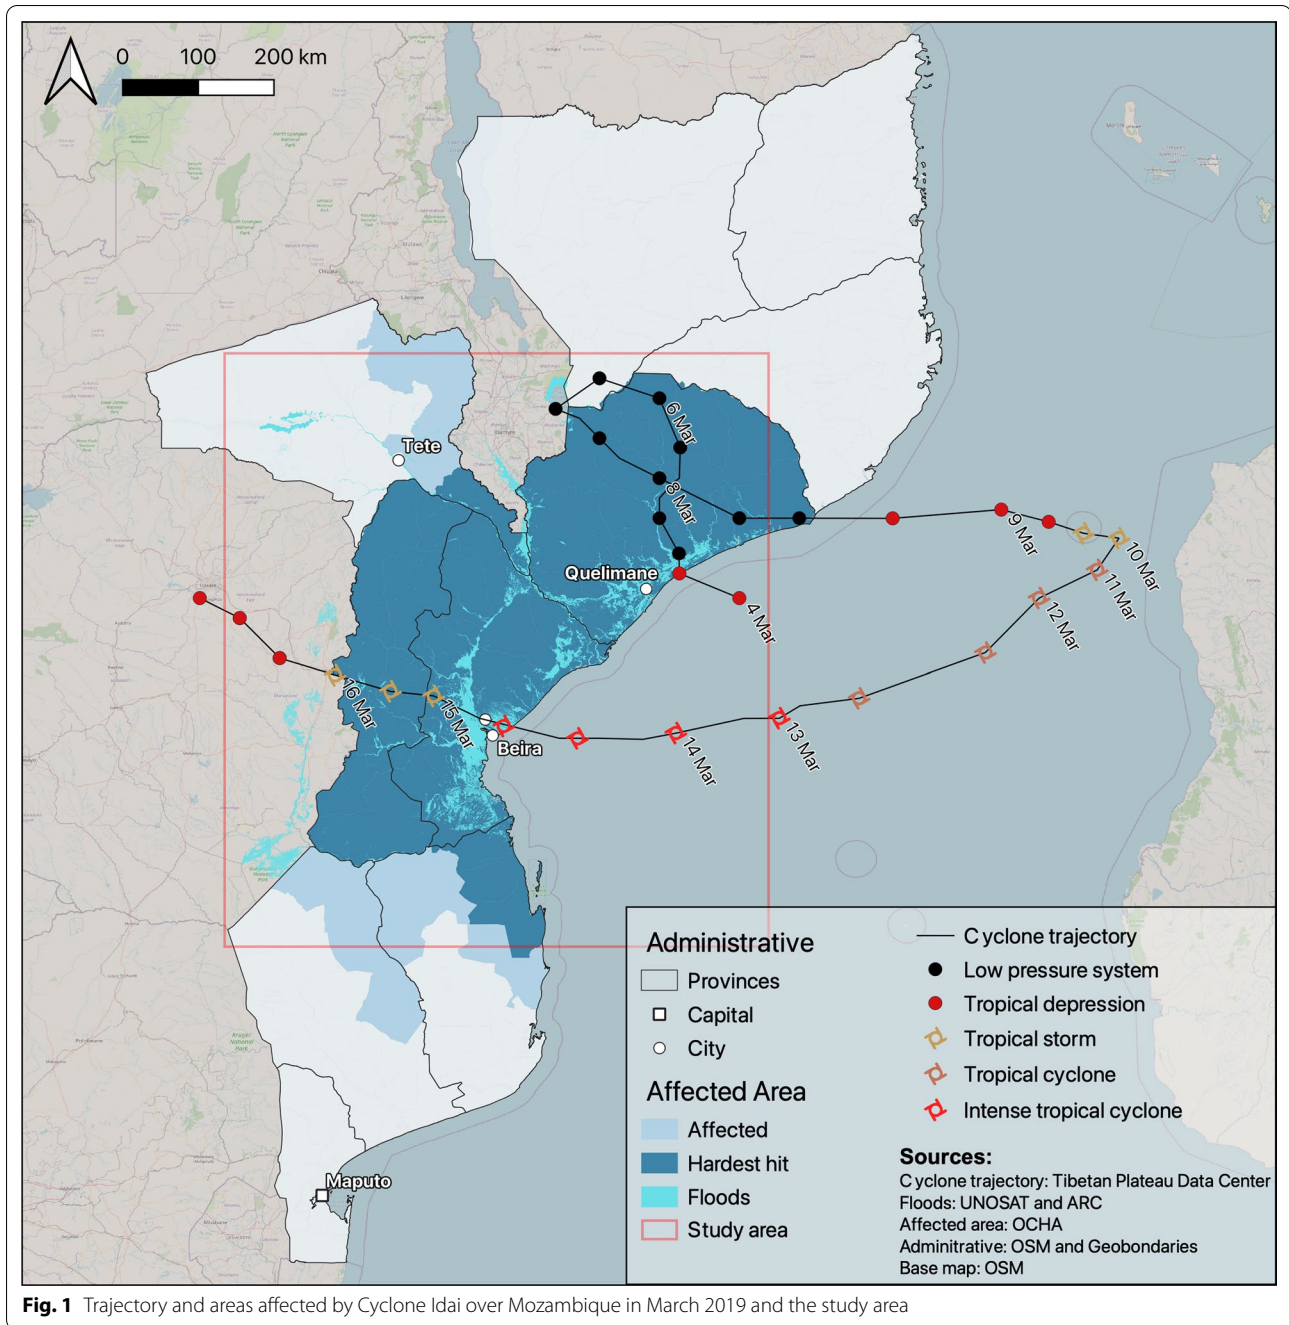 0 100 200 km
Tete
6 Mar
8 Mar
9 Mar
10 Mar
11 Mar
12 Mar
Quelimane
4 Mar
16 Mar
15 Mar
Beira
14 Mar
13 Mar
Maputo
Administrative
Provinces
Capital
City
Affected Area
Affected
Hardest hit
Floods
Study area
Cyclone trajectory
Low pressure system
Tropical depression
Tropical storm
Tropical cyclone
Intense tropical cyclone
Sources:
Cyclone trajectory: Tibetan Plateau Data Center
Floods: UNOSAT and ARC
Affected area: OCHA
Adminitrative: OSM and Geobondaries
Base map: OSM
Fig. 1 Trajectory and areas affected by Cyclone Idai over Mozambique in March 2019 and the study area